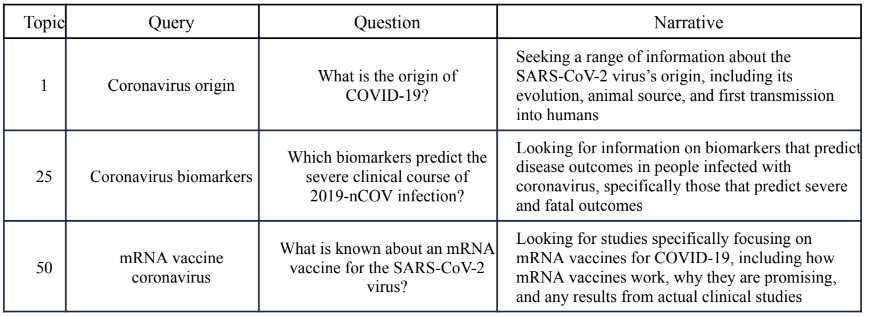 Topic Query Question Narrative
1 Coronavirus origin What is the origin of COVID-19? Seeking a range of information about the
SARS-CoV-2 virus's origin, including its
evolution, animal source, and first transmission
into humans
25 Coronavirus biomarkers Which biomarkers predict the
severe clinical course of
2019-nCOV infection?
Looking for information on biomarkers that predict
disease outcomes in people infected with
coronavirus, specifically those that predict severe
and fatal outcomes
50 mRNA vaccine
coronavirus
What is known about an mRNA
vaccine for the SARS-CoV-2
virus?
Looking for studies specifically focusing on
mRNA vaccines for COVID-19, including how
mRNA vaccines work, why they are promising,
and any results from actual clinical studies